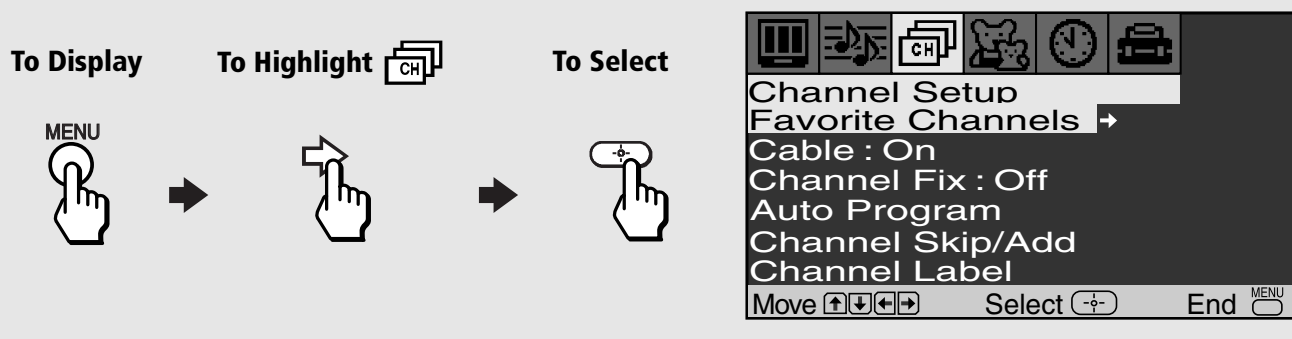 To Display
To Highlight CH
To Select
MENU
CH
Channel Setup
Favorite Channels
Cable : On
Channel Fix : Off
Auto Program
Channel Skip/Add
Channel Label
Move Select End MENU